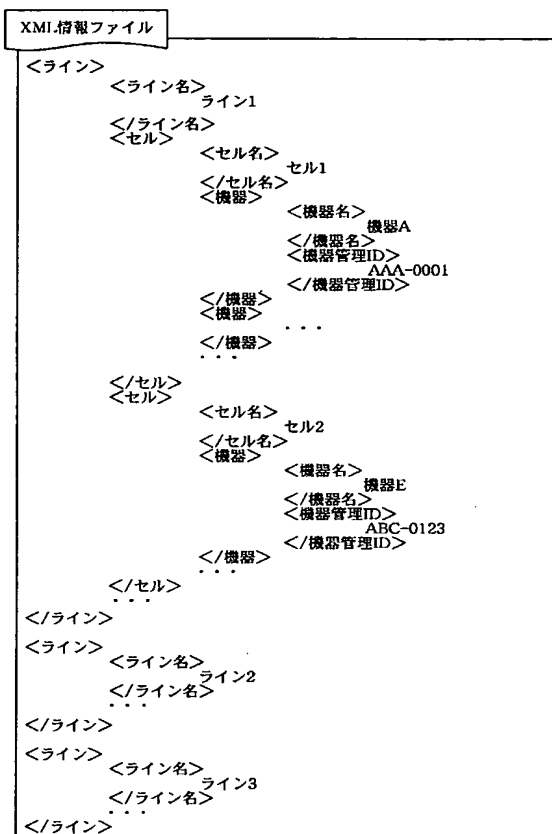 XML情報ファイル
<ライン>
<ライン名>
ライン1
</ライン名>
<セル>
<セル名>
セル1
</セル名>
<機器>
<機器名>
機器A
</機器名>
<機器管理ID>
AAA-0001
</機器管理ID>
</機器>
<機器>
・・・
</機器>
・・・
</セル>
<セル>
<セル名>
セル2
</セル名>
<機器>
<機器名>
機器E
</機器名>
<機器管理ID>
ABC-0123
</機器管理ID>
</機器>
・・・
</セル>
・・・
</ライン>
<ライン>
<ライン名>
ライン2
</ライン名>
・・・
</ライン>
<ライン>
<ライン名>
ライン3
</ライン名>
・・・
</ライン>